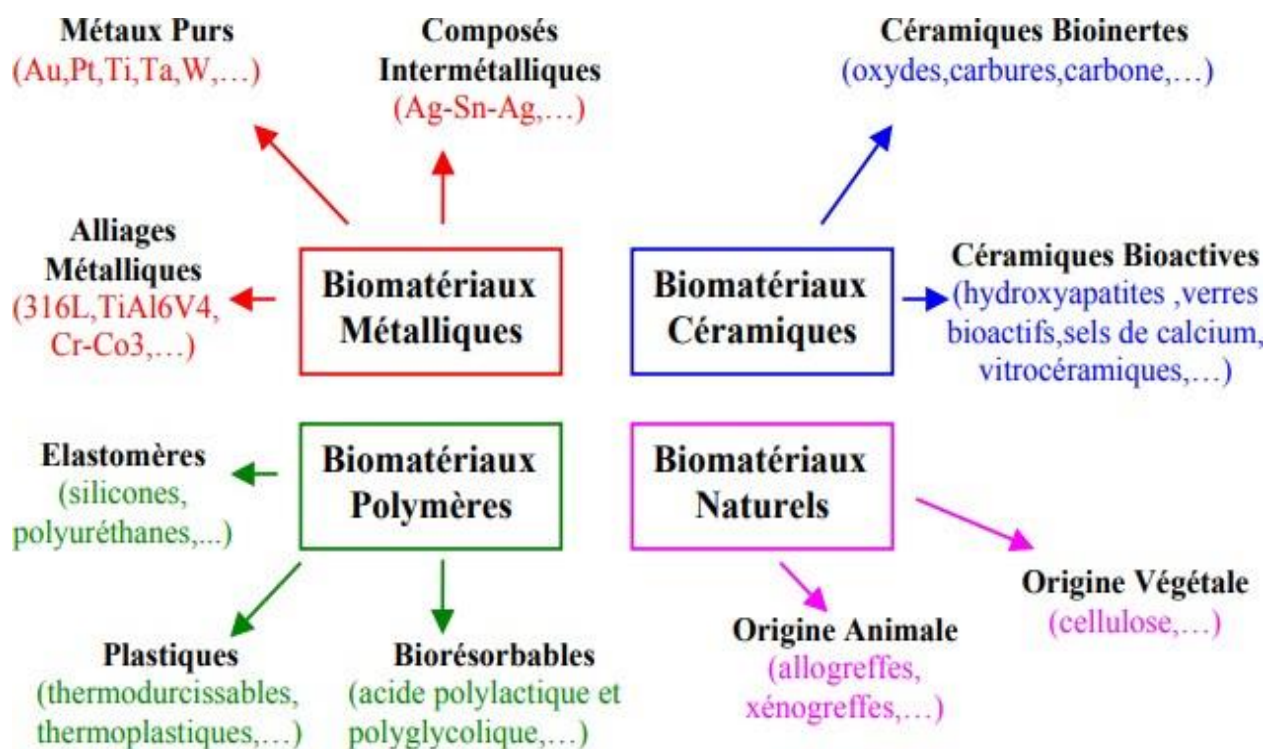 Métaux Purs
(Au,Pt,Ti,Ta,W,…)
Composés
Intermétalliques
(Ag-Sn-Ag,…)
Céramiques Bioinertes
(oxydes,carbures,carbone,…)
Alliages
Métalliques
(316L,TiAl6V4,
Cr-Co3,…)
Biomatériaux
Métalliques
Biomatériaux
Céramiques
Céramiques Bioactives
(hydroxyapatites ,verres
bioactifs,sels de calcium,
vitrocéramiques,…)
Elastomères
(silicones,
polyuréthanes,...)
Biomatériaux
Polymères
Biomatériaux
Naturels
Plastiques
(thermodurcissables,
thermoplastiques,…)
Biorésorbables
(acide polylactique et
polyglycolique,…)
Origine Animale
(allogreffes,
xénogreffes,…)
Origine Végétale
(cellulose,…)